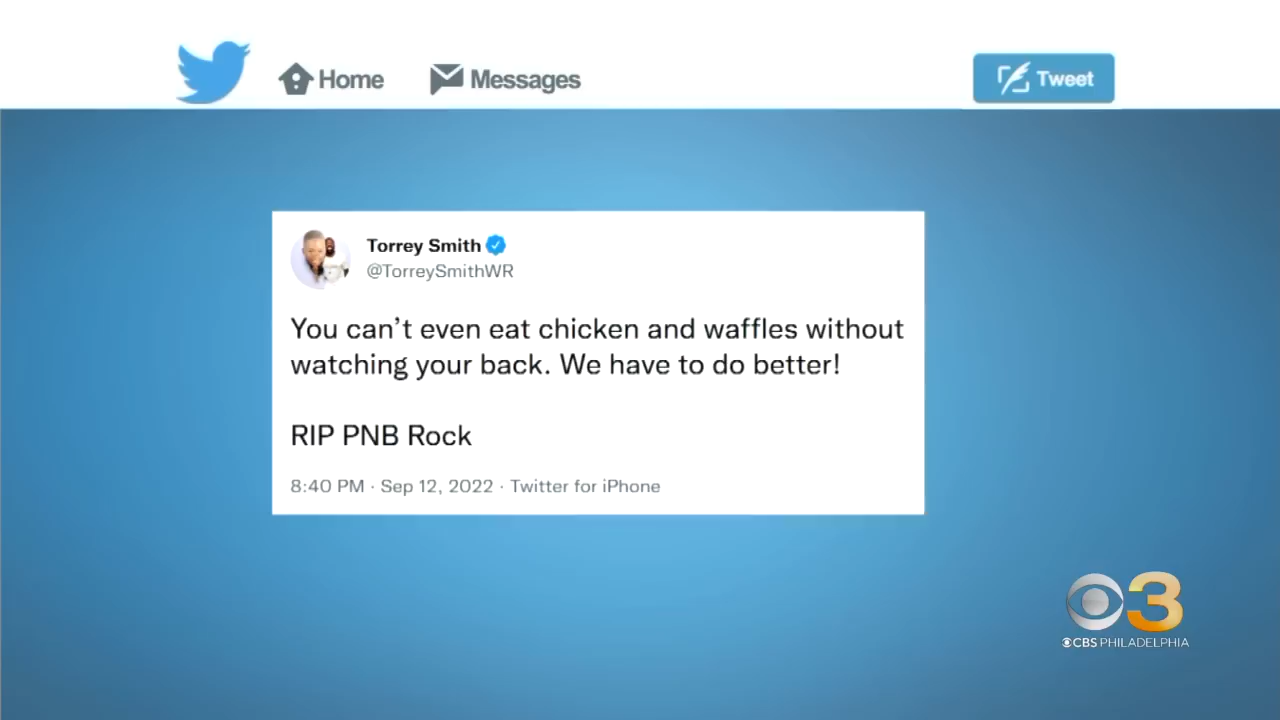 Home Messages Tweet
Torrey Smith
@TorreySmithWR
You can't even eat chicken and waffles without
watching your back. We have to do better!
RIP PNB Rock
8:40 PM · Sep 12, 2022 · Twitter for iPhone
3
CBS PHILADELPHIA